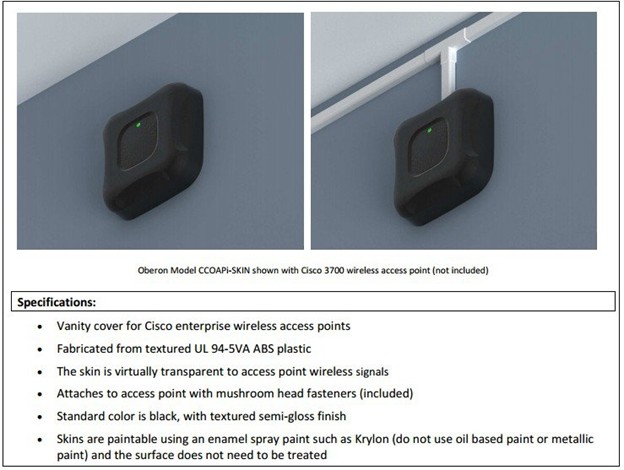 Oberon Model CCOAPi-SKIN shown with Cisco 3700 wireless access point (not included)
Specifications:
• Vanity cover for Cisco enterprise wireless access points
• Fabricated from textured UL 94-5VA ABS plastic
• The skin is virtually transparent to access point wireless signals
• Attaches to access point with mushroom head fasteners (included)
• Standard color is black, with textured semi-gloss finish
• Skins are paintable using an enamel spray paint such as Krylon (do not use oil based paint or metallic
paint) and the surface does not need to be treated